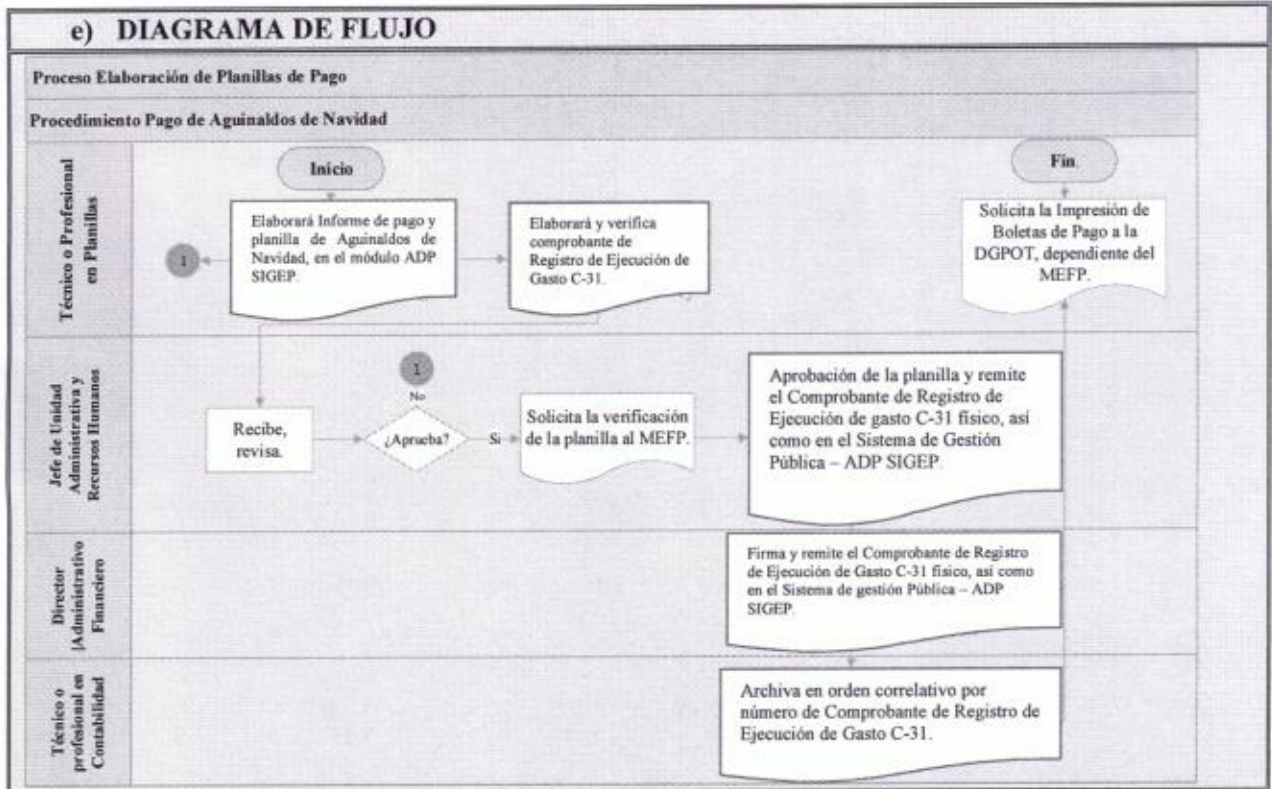 e) DIAGRAMA DE FLUJO
Proceso Elaboración de Planillas de Pago
Procedimiento Pago de Aguinaldos de Navidad
Técnico o Profesional
en Planillas
Inicio
Elaborará Informe de pago y
planilla de Aguinaldos de
Navidad, en el módulo ADP
SIGEP.
1
Elaborará y verifica
comprobante de
Registro de Ejecución de
Gasto C-31.
Fin.
Solicita la Impresión de
Boletas de Pago a la
DGPOT, dependiente del
MEFP.
Jefe de Unidad
Administrativa y
Recursos Humanos
Recibe,
revisa.
1
No
¿Aprueba?
Si
Solicita la verificación
de la planilla al MEFP.
Aprobación de la planilla y remite
el Comprobante de Registro de
Ejecución de gasto C-31 físico, así
como en el Sistema de Gestión
Pública – ADP SIGEP.
Director
|Administrativo
Financiero
Firma y remite el Comprobante de Registro
de Ejecución de Gasto C-31 físico, así como
en el Sistema de gestión Pública – ADP
SIGEP.
Técnico o
profesional en
Contabilidad
Archiva en orden correlativo por
número de Comprobante de Registro de
Ejecución de Gasto C-31.